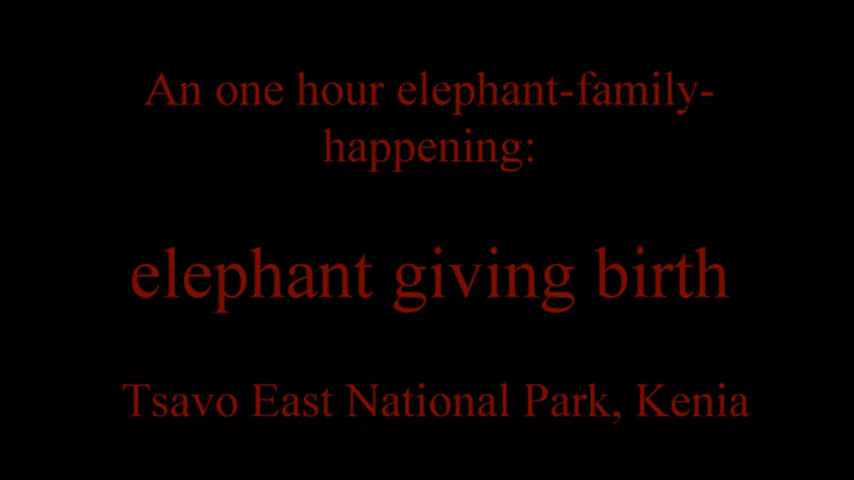 An one hour elephant-family-
happening:
elephant giving birth
Tsavo East National Park, Kenia